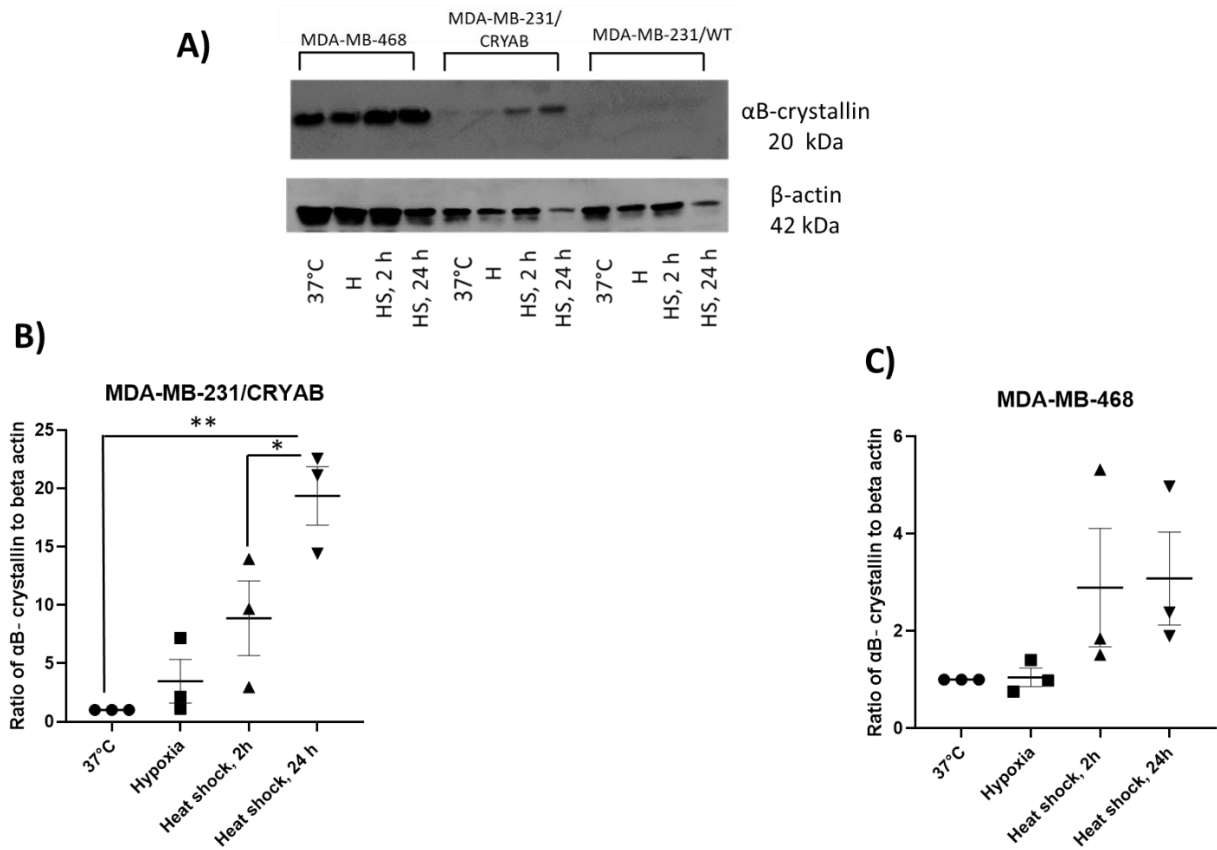 A)
MDA-MB-468
MDA-MB-231/
CRYAB
MDA-MB-231/WT
αB-crystallin
20 kDa
β-actin
42 kDa
37°C
H
HS, 2 h
HS, 24 h
37°C
H
HS, 2 h
HS, 24 h
37°C
H
HS, 2 h
HS, 24 h
B)
MDA-MB-231/CRYAB
**
*
25
20
15
10
5
0
Ratio of αB- crystallin to beta actin
37°C
Hypoxia
Heat shock, 2h
Heat shock, 24 h
C)
MDA-MB-468
6
4
2
0
Ratio of αB- crystallin to beta actin
37°C
Hypoxia
Heat shock, 2h
Heat shock, 24h